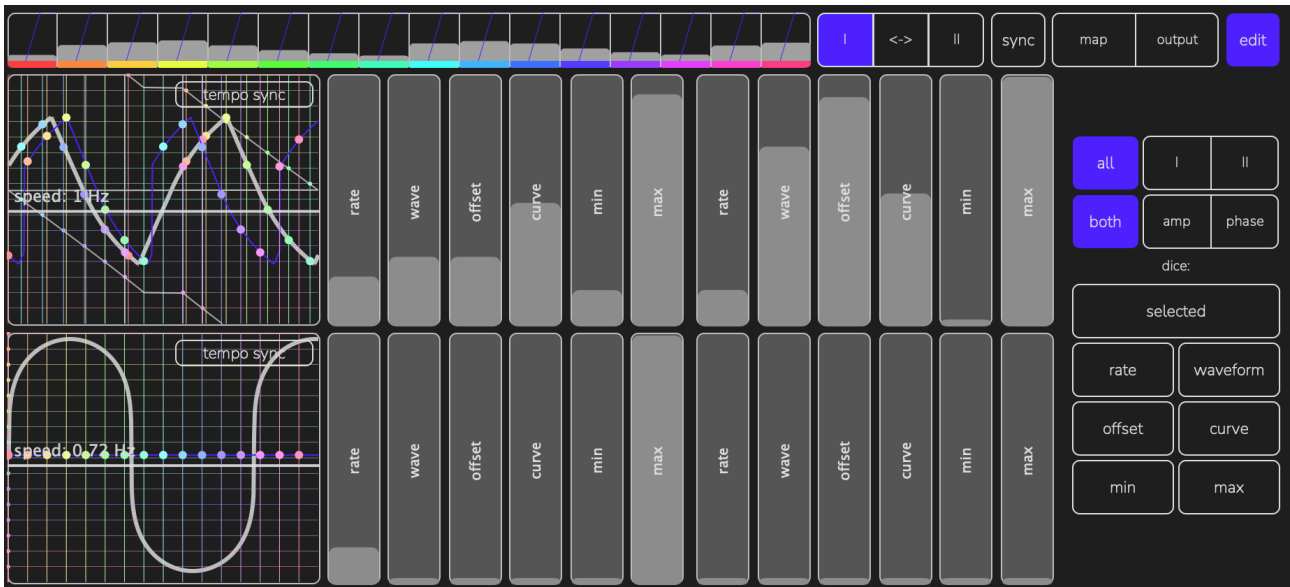 I <-> II sync map output edit
tempo sync
speed: 1 Hz
rate wave offset curve min max rate wave offset curve min max
all I II
both amp phase
dice:
selected
rate waveform
offset curve
min max
tempo sync
speed: 0.72 Hz
rate wave offset curve min max rate wave offset curve min max